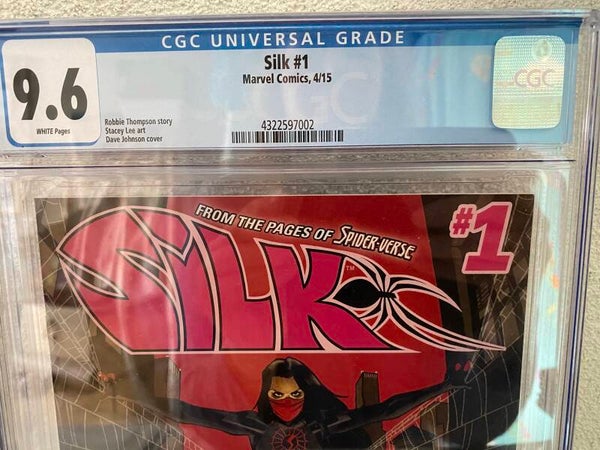 CGC UNIVERSAL GRADE
9.6
WHITE Pages
Silk #1
Marvel Comics, 4/15
Robbie Thompson story
Stacey Lee art
Dave Johnson cover
4322597002
CGC
FROM THE PAGES OF SPIDER-VERSE
#1
SILK
TM